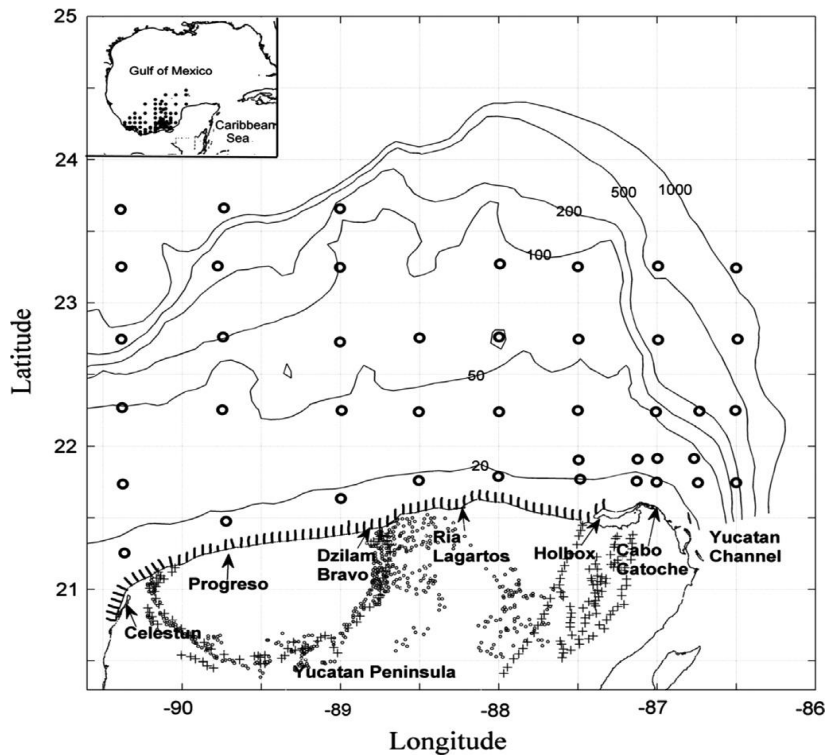 25
Gulf of Mexico
Caribbean
Sea
24
1000
500
200
100
23
Latitude
50
22
20
Dzilam
Bravo
Ria
Lagartos
Holbox
Cabo
Catoche
Yucatan
Channel
Progreso
21
Celestun
Yucatan Peninsula
-90
-89
-88
-87
-86
Longitude